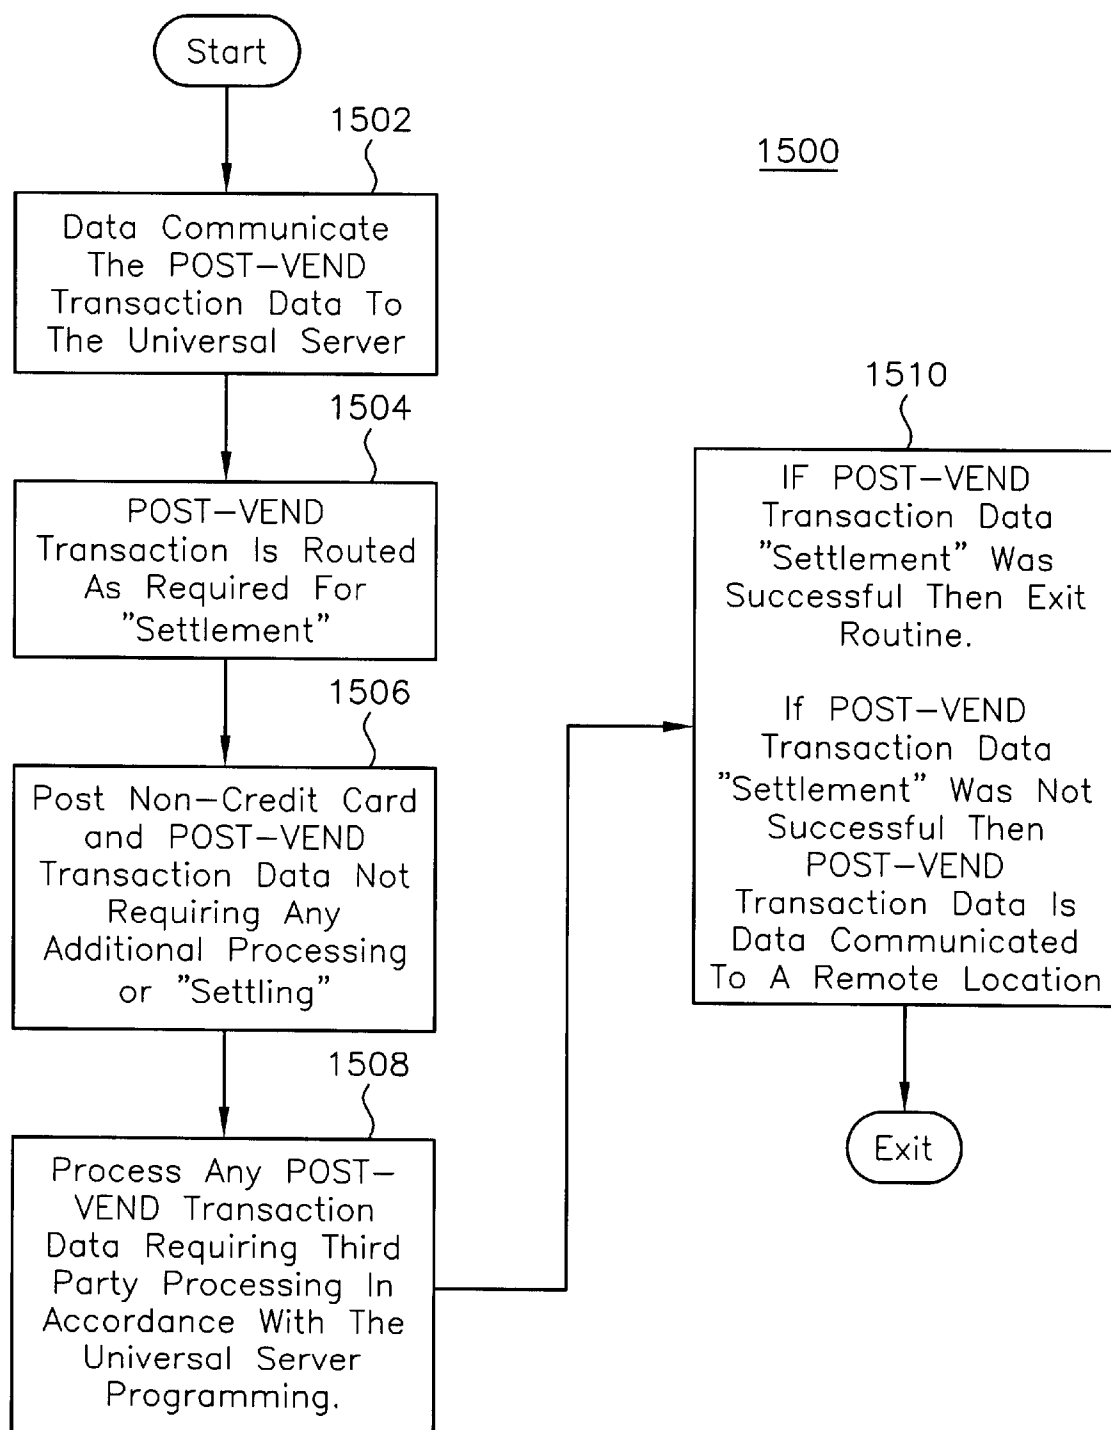 Start
1502
1500
Data Communicate
The POST-VEND
Transaction Data To
The Universal Server
1504
POST-VEND
Transaction Is Routed
As Required For
"Settlement"
1506
Post Non-Credit Card
and POST-VEND
Transaction Data Not
Requiring Any
Additional Processing
or "Settling"
1508
Process Any POST-
VEND Transaction
Data Requiring Third
Party Processing In
Accordance With The
Universal Server
Programming.
1510
IF POST-VEND
Transaction Data
"Settlement" Was
Successful Then Exit
Routine.
If POST-VEND
Transaction Data
"Settlement" Was Not
Successful Then
POST-VEND
Transaction Data Is
Data Communicated
To A Remote Location
Exit